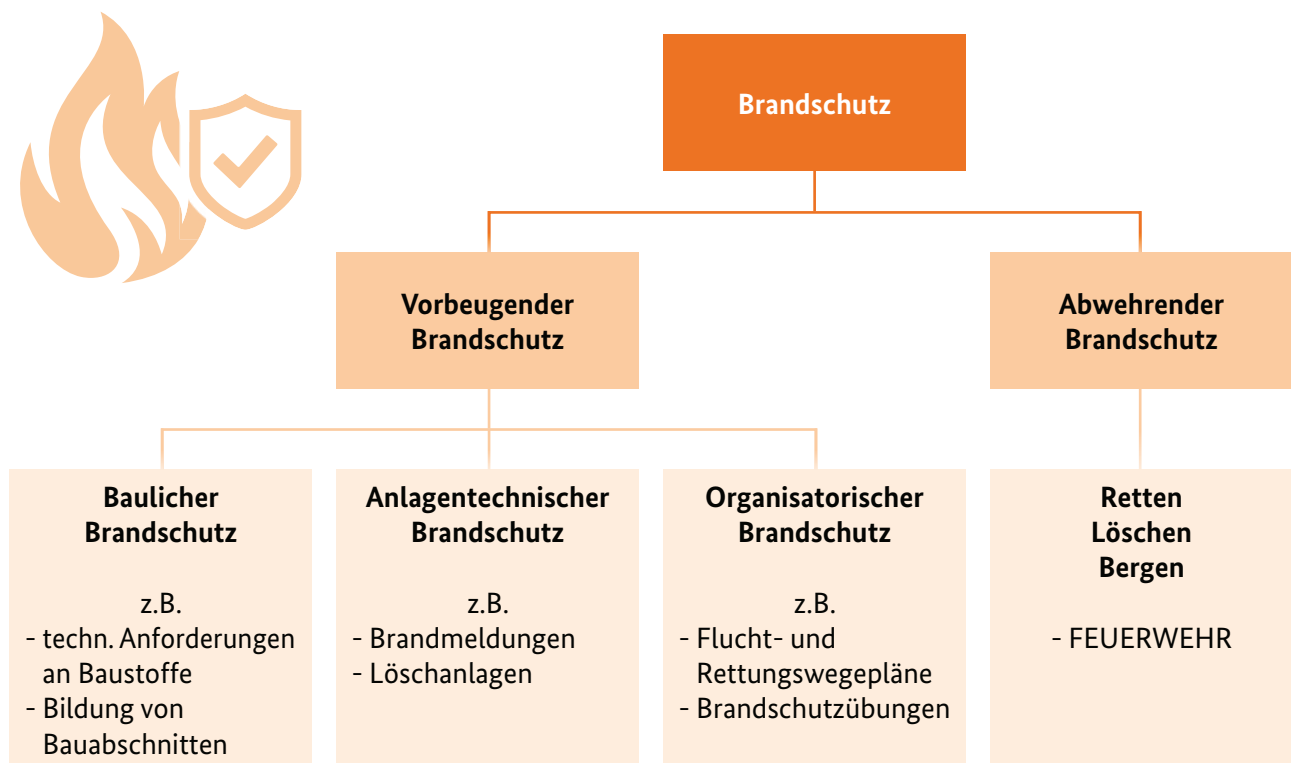 Brandschutz
Vorbeugender
Brandschutz
Abwehrender
Brandschutz
Baulicher
Brandschutz
z.B.
- techn. Anforderungen
an Baustoffe
- Bildung von
Bauabschnitten
Anlagentechnischer
Brandschutz
z.B.
- Brandmeldungen
- Löschanlagen
Organisatorischer
Brandschutz
z.B.
- Flucht- und
Rettungswegepläne
- Brandschutzübungen
Retten
Löschen
Bergen
- FEUERWEHR